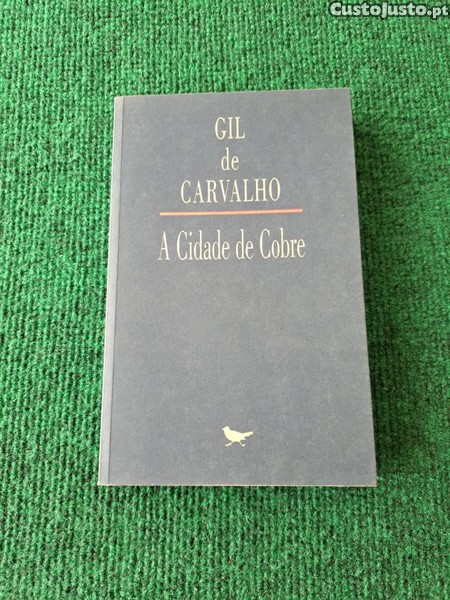 CustoJusto.pt
GIL
de
CARVALHO
A Cidade de Cobre